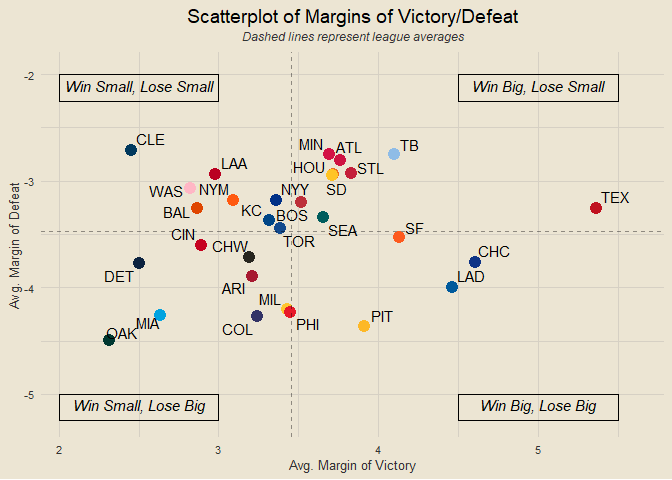 Scatterplot of Margins of Victory/Defeat
Dashed lines represent league averages
-2
Win Small, Lose Small
Win Big, Lose Small
CLE
MIN
ATL
TB
LAA
HOU
STL
-3
WAS
NYM
NYY
SD
TEX
BAL
KC
BOS
SEA
SF
CIN
CHW
TOR
CHC
DET
ARI
LAD
-4
MIA
MIL
COL
PHI
PIT
OAK
-5
Win Small, Lose Big
Win Big, Lose Big
2
3
4
5
Avg. Margin of Victory
Avg. Margin of Defeat